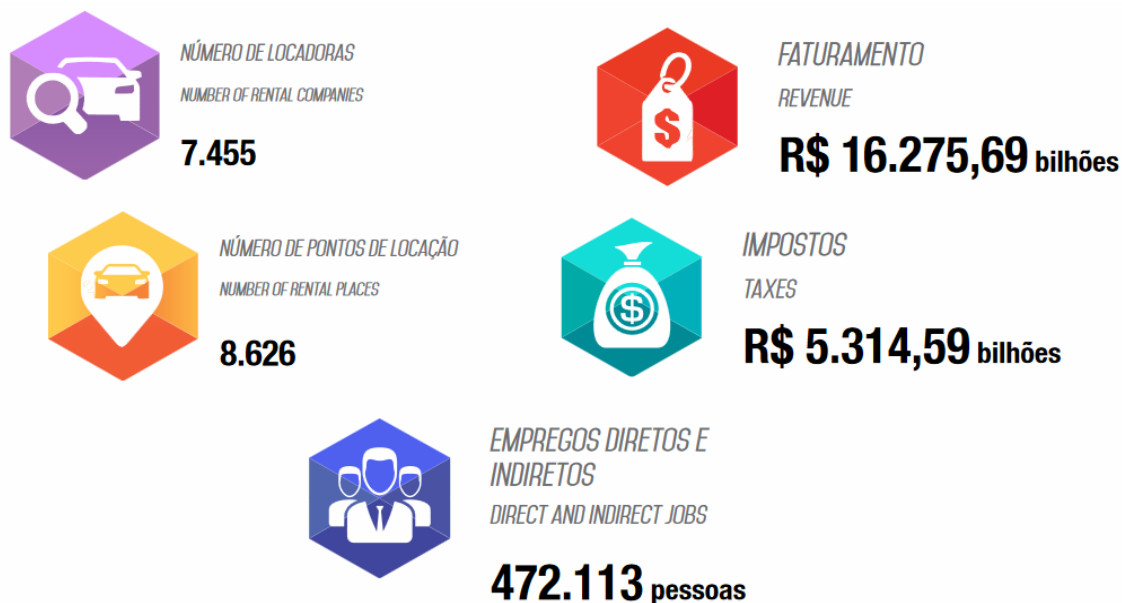 NÚMERO DE LOCADORAS
NUMBER OF RENTAL COMPANIES
7.455
FATURAMENTO
REVENUE
R$ 16.275,69 bilhões
NÚMERO DE PONTOS DE LOCAÇÃO
NUMBER OF RENTAL PLACES
8.626
IMPOSTOS
TAXES
R$ 5.314,59 bilhões
EMPREGOS DIRETOS E
INDIRETOS
DIRECT AND INDIRECT JOBS
472.113 pessoas